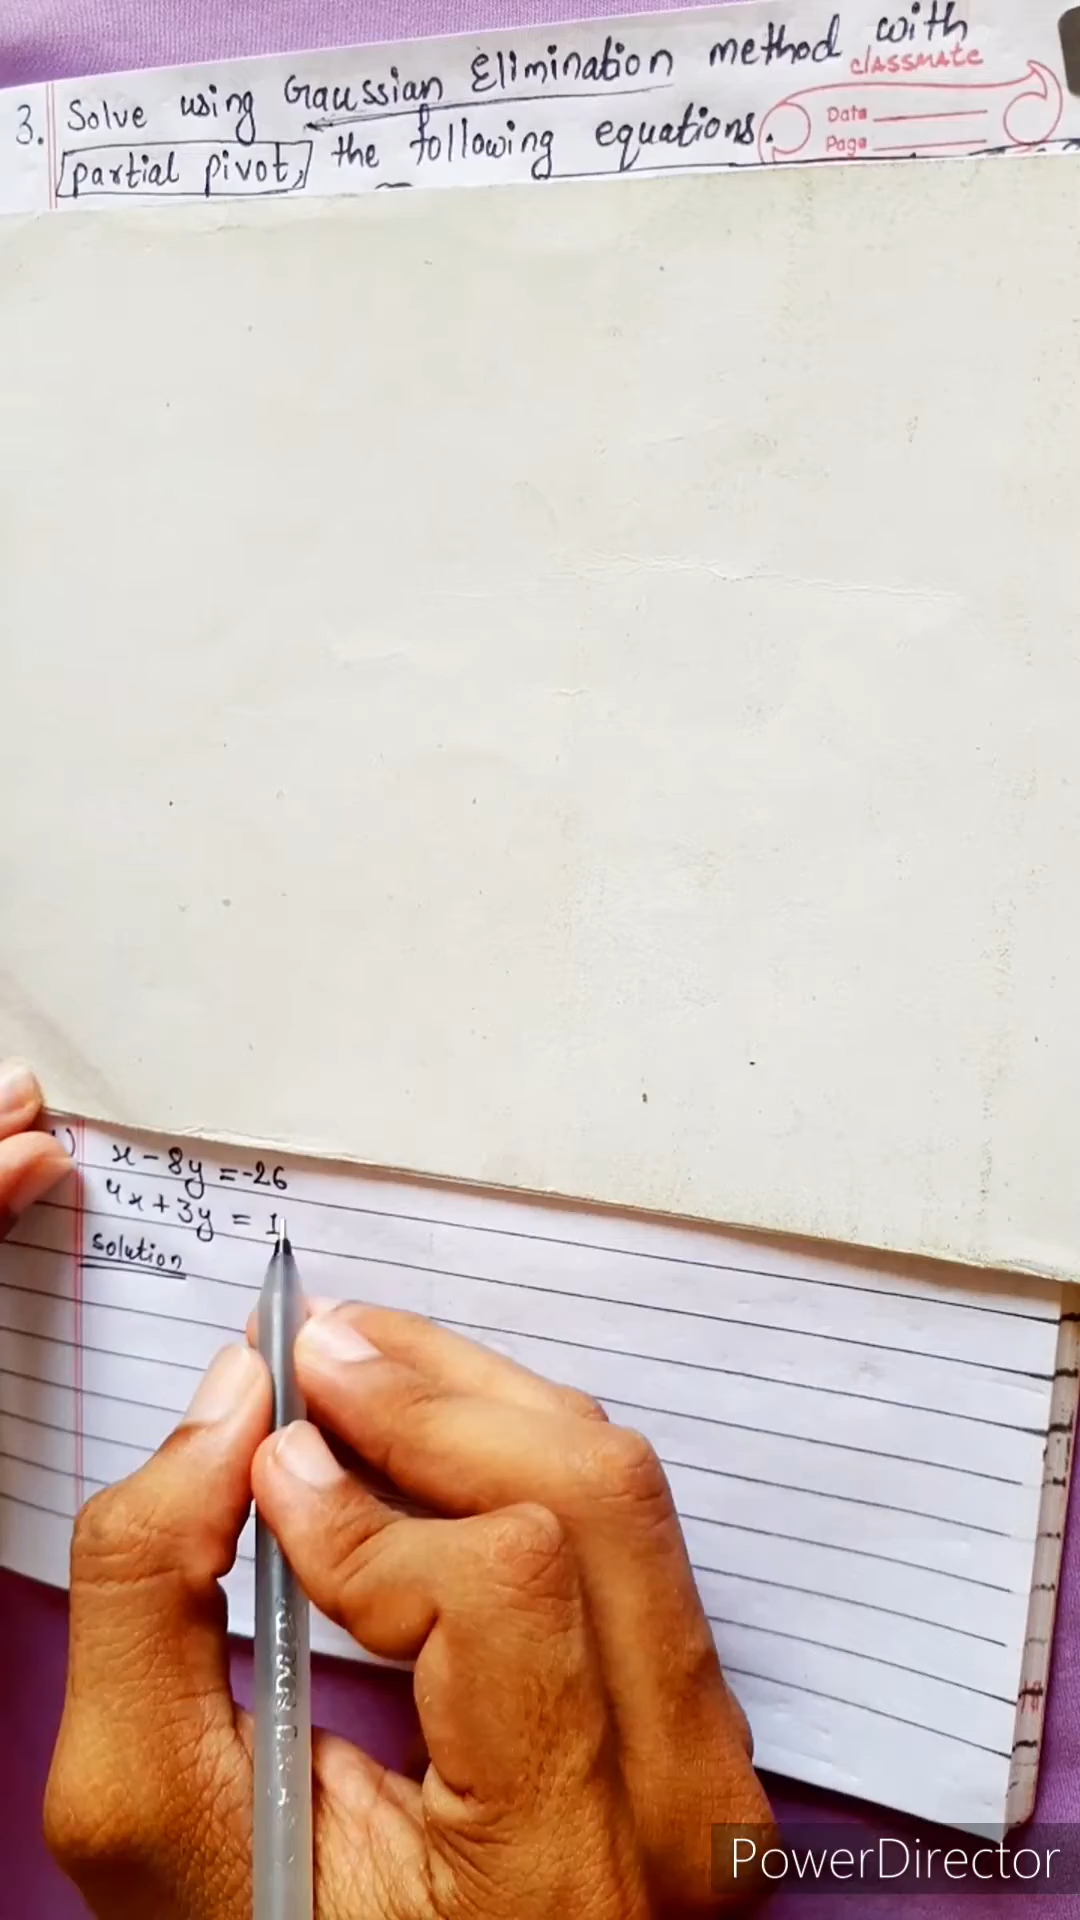 3. Solve using Gaussian Elimination method with
classmate
partial pivot, the following equations.
Date
Page
x - 8y = -26
4x + 3y = 1
Solution
PowerDirector